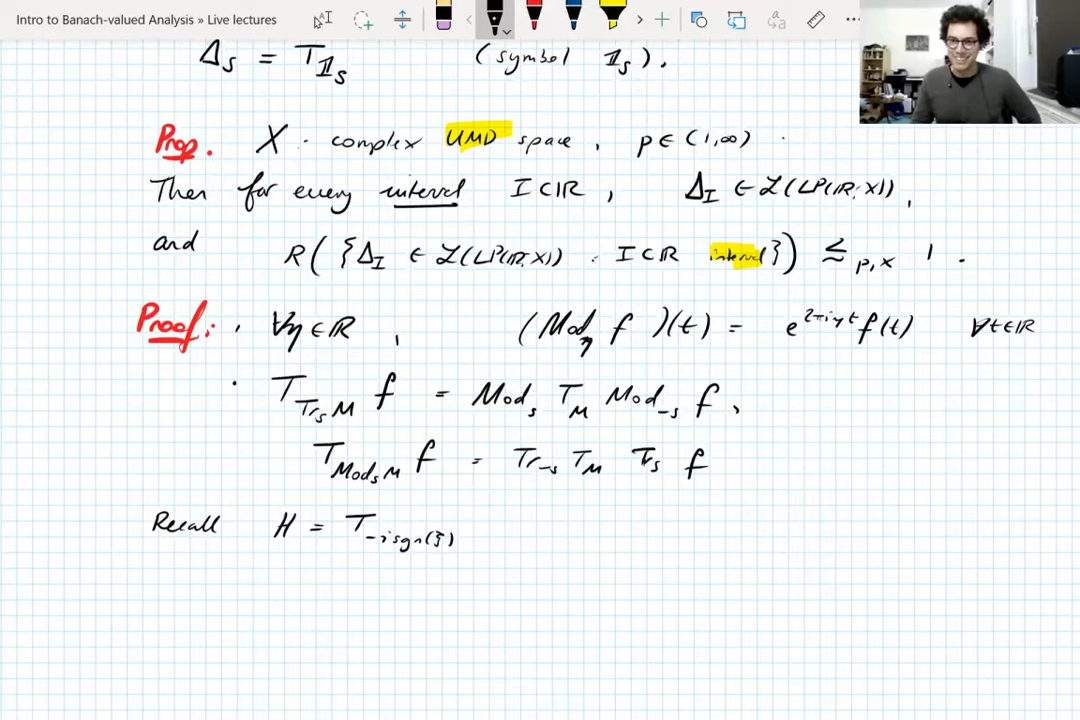 Intro to Banach-valued Analysis » Live lectures
Δ_S = T_{𝟙_S} (symbol 𝟙_S).
Prop. X · complex UMD space, p ∈ (1,∞) ·
Then for every interval I ⊂ ℝ, Δ_I ∈ ℒ(L^p(ℝ;X)),
and R({Δ_I ∈ ℒ(L^p(ℝ;X)) : I ⊂ ℝ interval}) ≲_{p,X} 1.
Proof: · ∀η ∈ ℝ, (Mod_η f)(t) = e^{2πiηt} f(t) ∀t∈ℝ
· T_{Tr_s M} f = Mod_s T_M Mod_{-s} f,
T_{Mod_s M} f = Tr_{-s} T_M Tr_s f
Recall H = T_{-i sgn(ξ)}